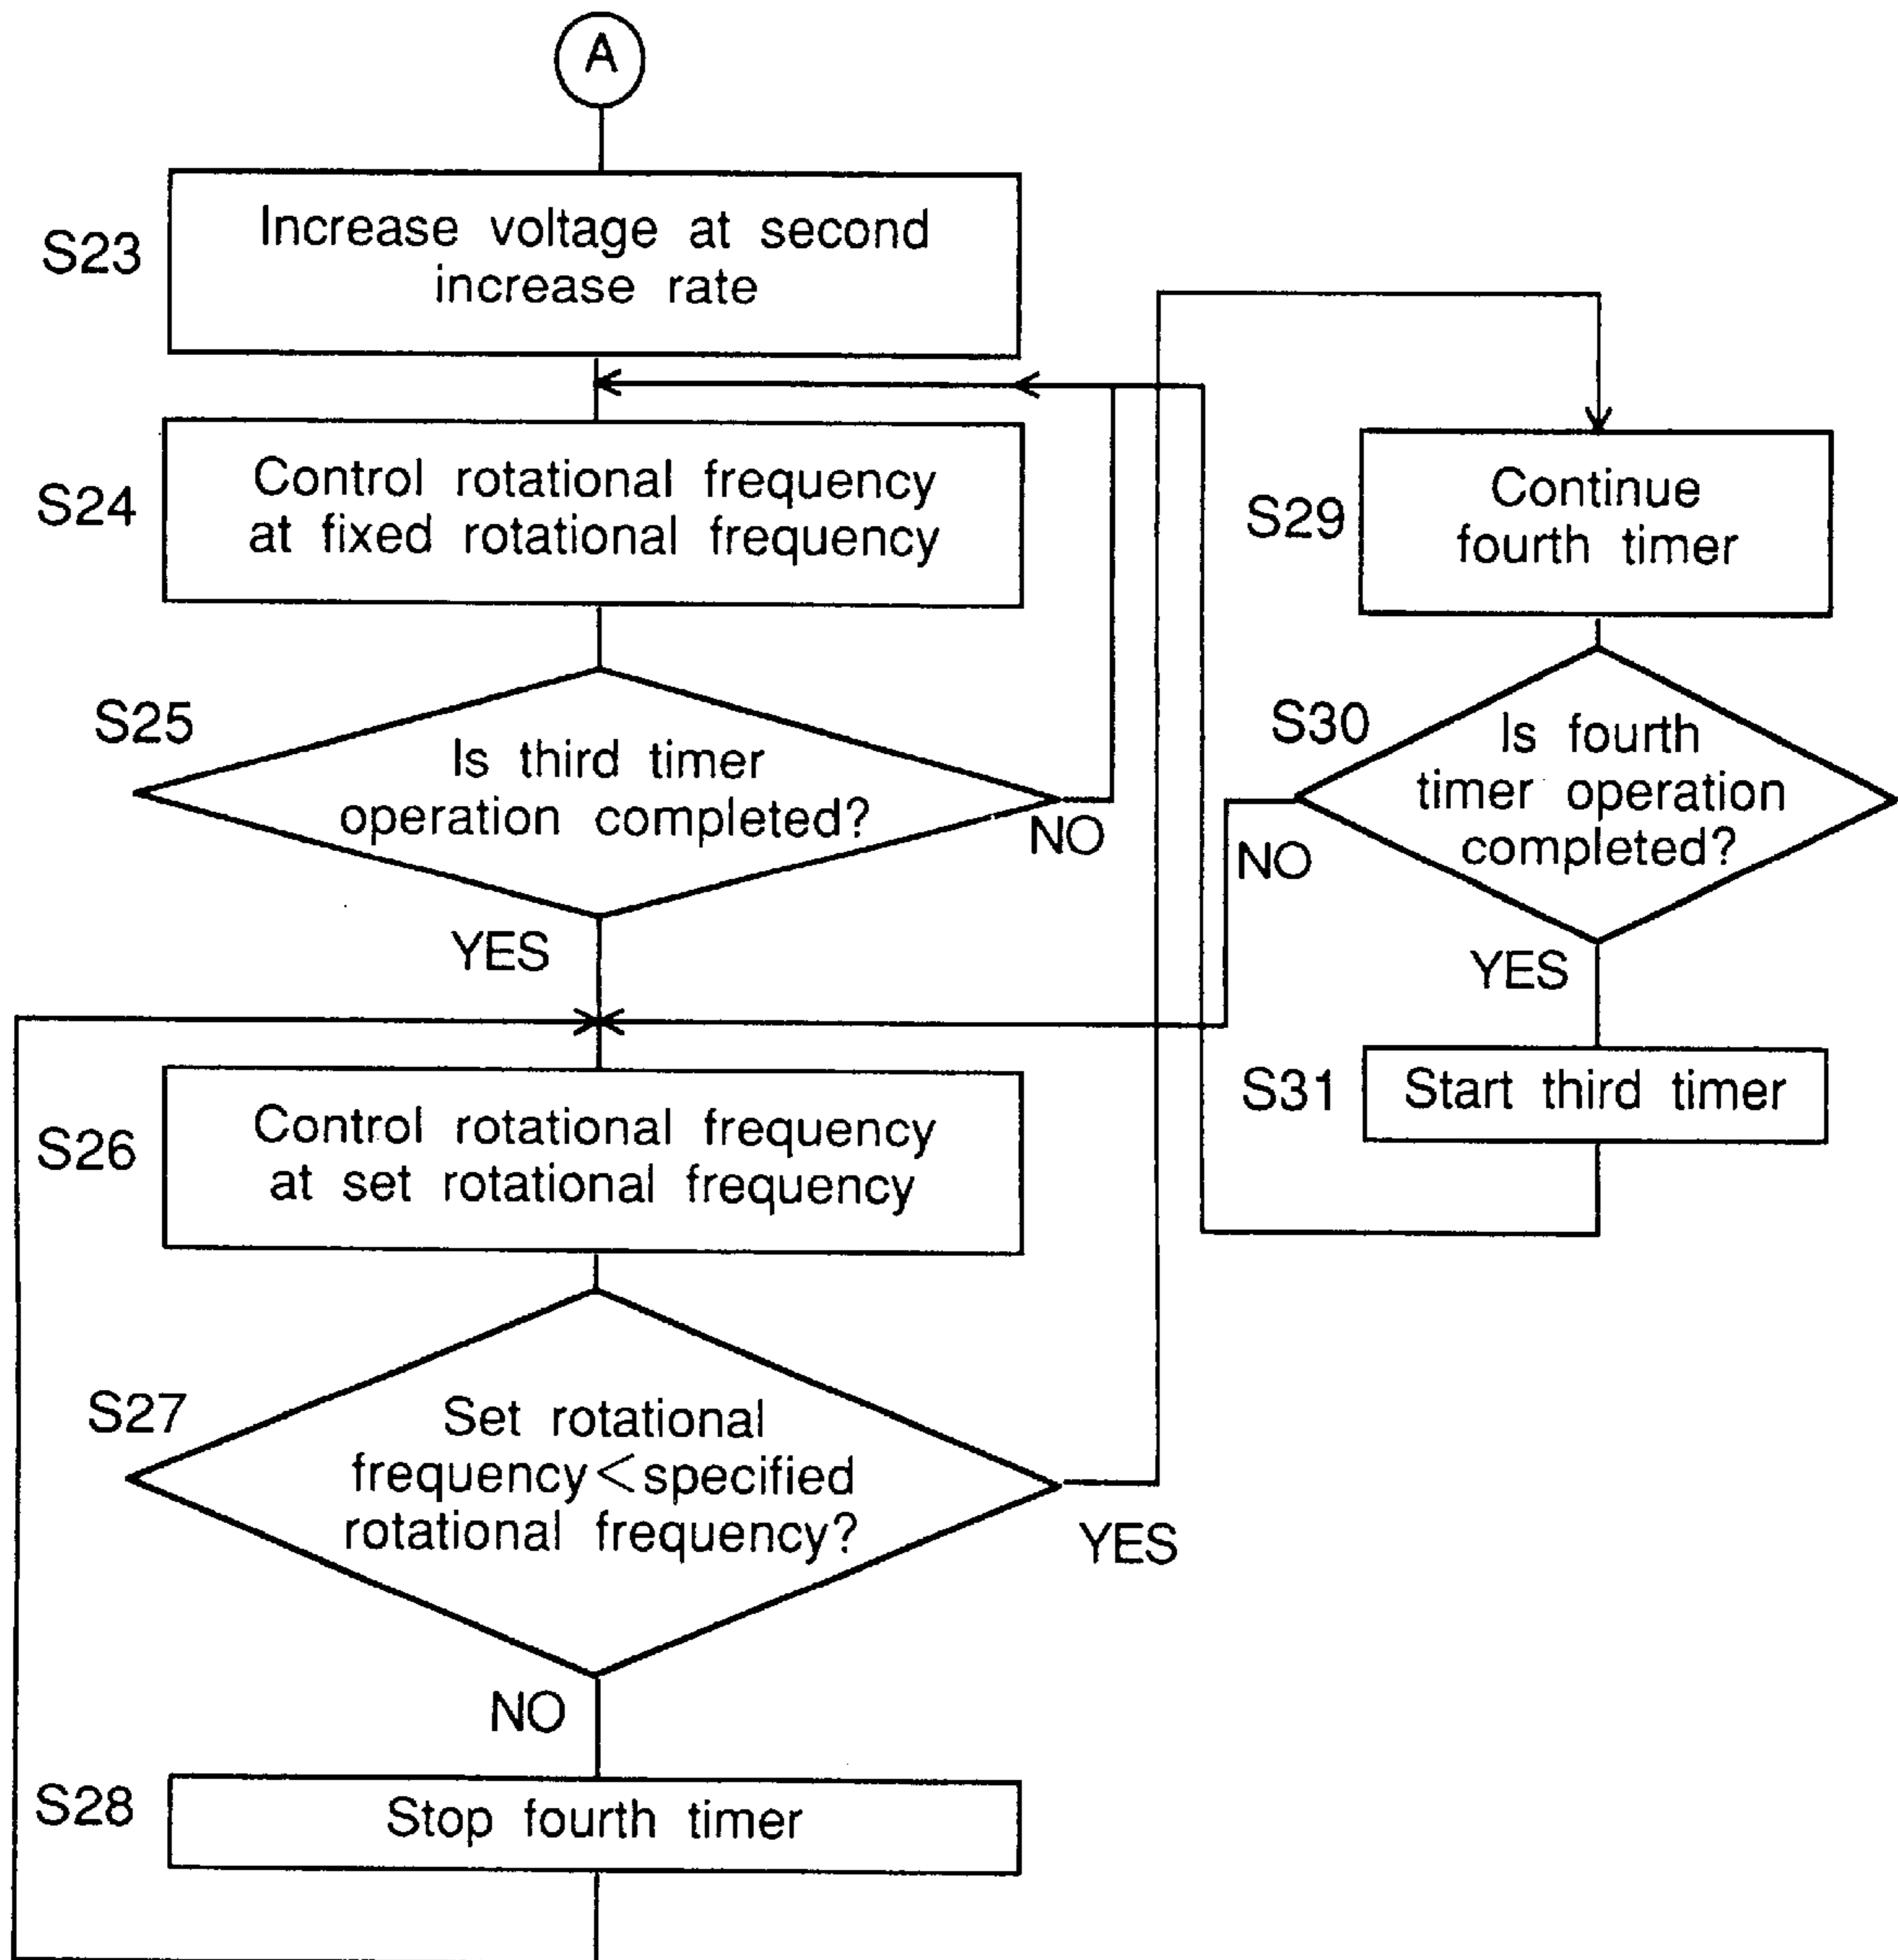 A
S23
Increase voltage at second
increase rate
S24
Control rotational frequency
at fixed rotational frequency
S25
Is third timer
operation completed?
NO
YES
S26
Control rotational frequency
at set rotational frequency
S27
Set rotational
frequency<specified
rotational frequency?
YES
NO
S28
Stop fourth timer
S29
Continue
fourth timer
S30
Is fourth
timer operation
completed?
NO
YES
S31
Start third timer